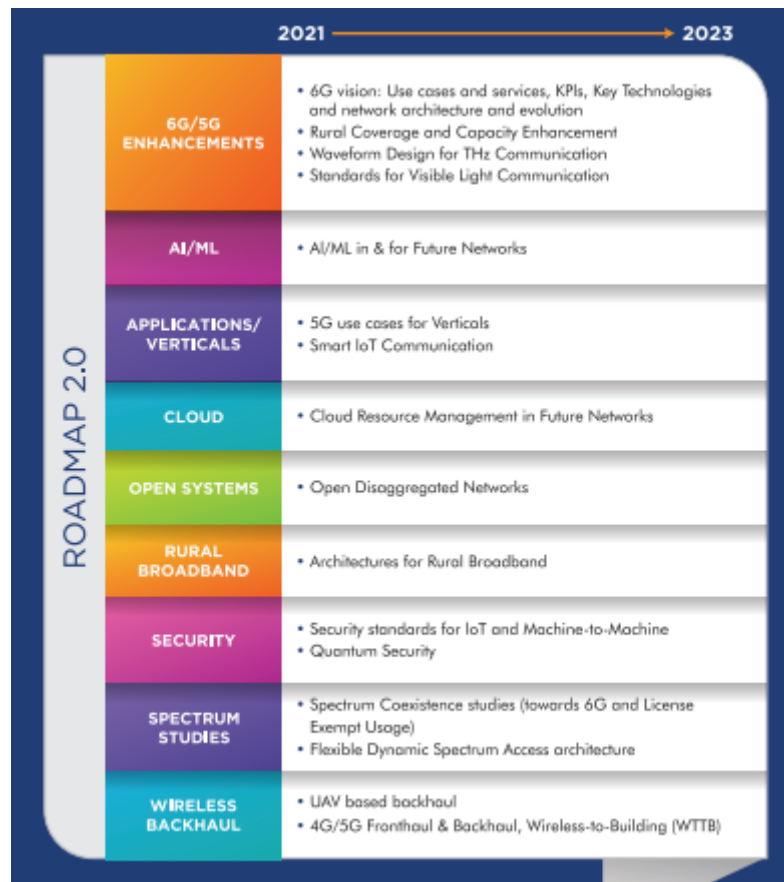 2021 2023
ROADMAP 2.0
6G/5G
ENHANCEMENTS
• 6G vision: Use cases and services, KPIs, Key Technologies
and network architecture and evolution
• Rural Coverage and Capacity Enhancement
• Waveform Design for THz Communication
• Standards for Visible Light Communication
AI/ML
• AI/ML in & for Future Networks
APPLICATIONS/
VERTICALS
• 5G use cases for Verticals
• Smart IoT Communication
CLOUD
• Cloud Resource Management in Future Networks
OPEN SYSTEMS
• Open Disaggregated Networks
RURAL
BROADBAND
• Architectures for Rural Broadband
SECURITY
• Security standards for IoT and Machine-to-Machine
• Quantum Security
SPECTRUM
STUDIES
• Spectrum Coexistence studies (towards 6G and License
Exempt Usage)
• Flexible Dynamic Spectrum Access architecture
WIRELESS
BACKHAUL
• UAV based backhaul
• 4G/5G Fronthaul & Backhaul, Wireless-to-Building (WTTB)